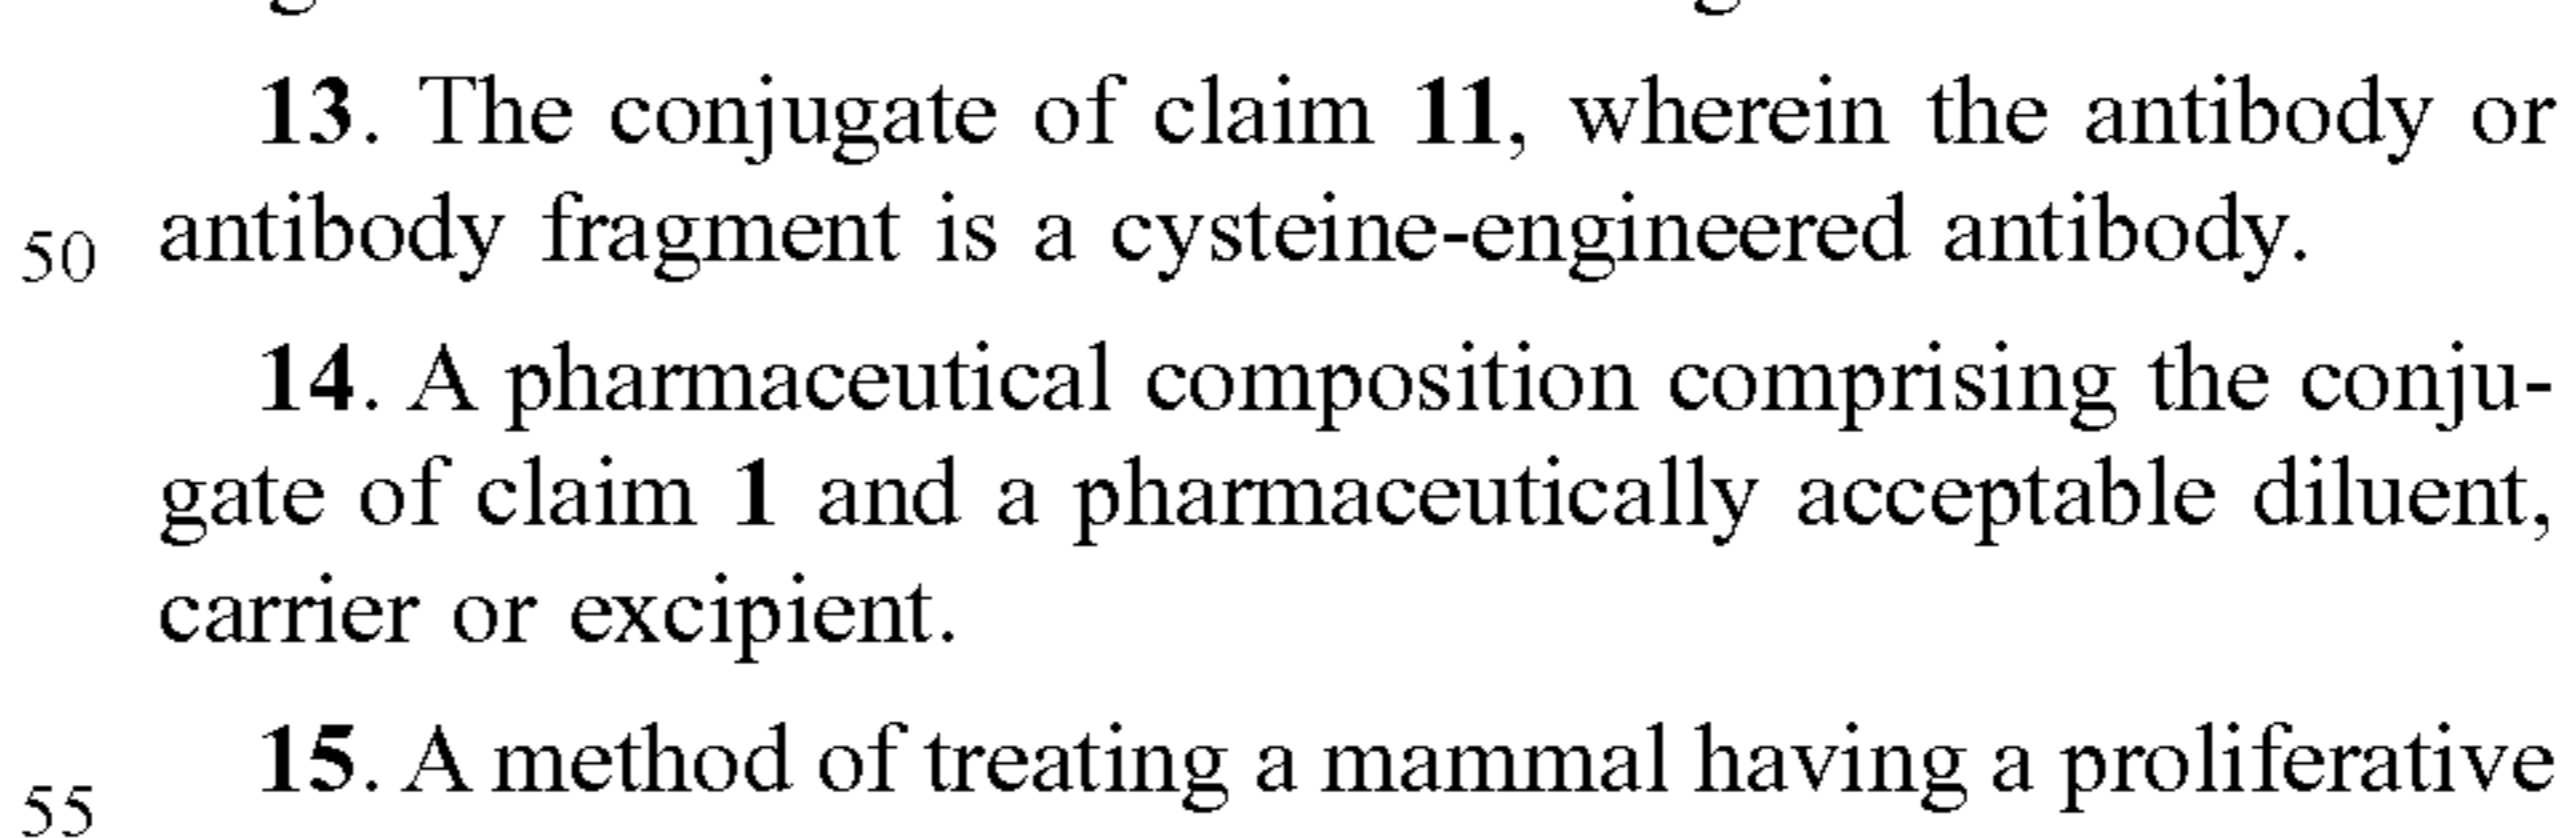 13. The conjugate of claim 11, wherein the antibody or
50 antibody fragment is a cysteine-engineered antibody.
14. A pharmaceutical composition comprising the conju-
gate of claim 1 and a pharmaceutically acceptable diluent,
carrier or excipient.
15. A method of treating a mammal having a proliferative
55